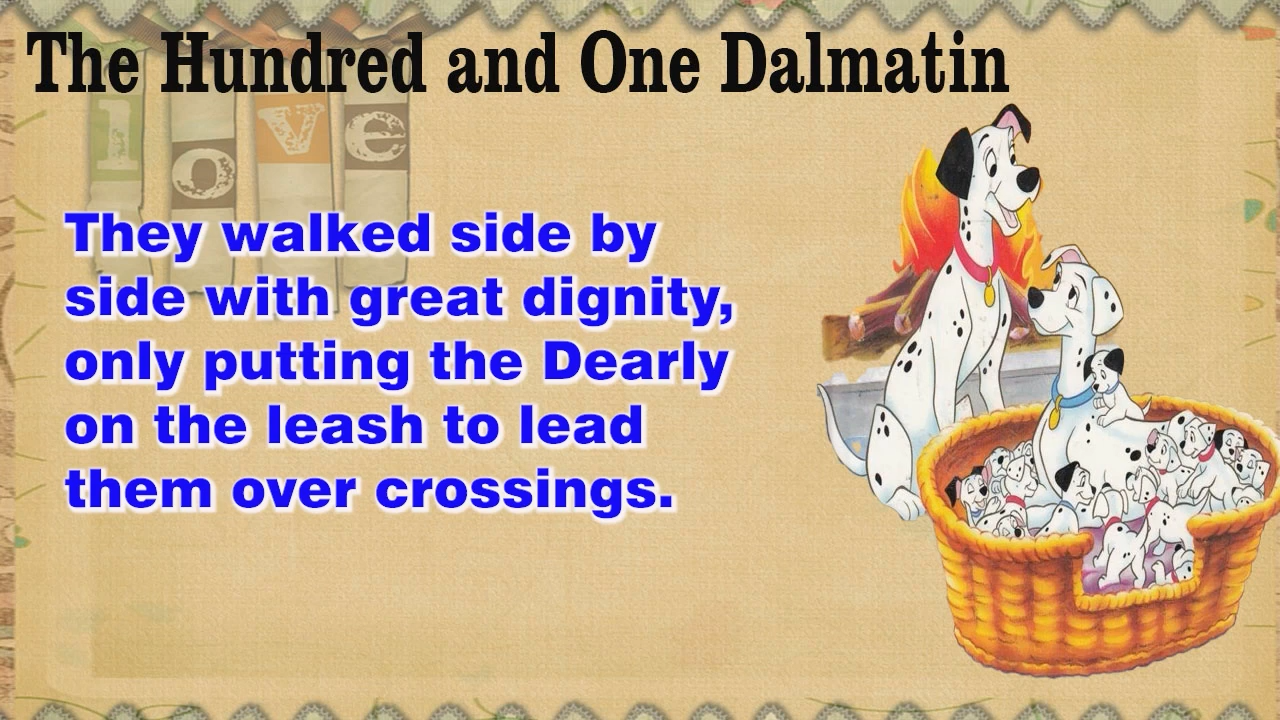 The Hundred and One Dalmatin
love
They walked side by
side with great dignity,
only putting the Dearly
on the leash to lead
them over crossings.